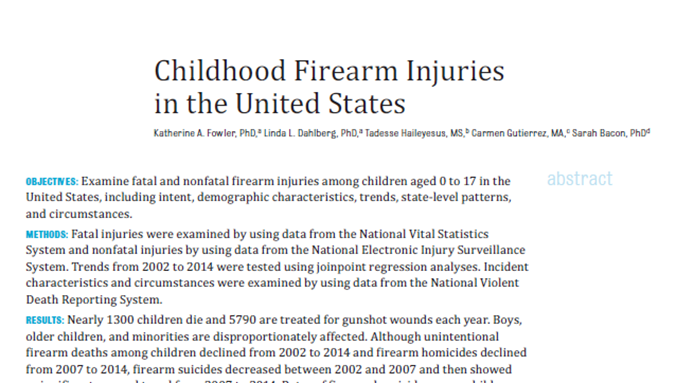 Childhood Firearm Injuries
in the United States
Katherine A. Fowler, PhD,ª Linda L. Dahlberg, PhD,ª Tadesse Haileyesus, MS,ᵇ Carmen Gutierrez, MA,ᶜ Sarah Bacon, PhDᵈ
abstract
OBJECTIVES: Examine fatal and nonfatal firearm injuries among children aged 0 to 17 in the
United States, including intent, demographic characteristics, trends, state-level patterns,
and circumstances.
METHODS: Fatal injuries were examined by using data from the National Vital Statistics
System and nonfatal injuries by using data from the National Electronic Injury Surveillance
System. Trends from 2002 to 2014 were tested using joinpoint regression analyses. Incident
characteristics and circumstances were examined by using data from the National Violent
Death Reporting System.
RESULTS: Nearly 1300 children die and 5790 are treated for gunshot wounds each year. Boys,
older children, and minorities are disproportionately affected. Although unintentional
firearm deaths among children declined from 2002 to 2014 and firearm homicides declined
from 2007 to 2014, firearm suicides decreased between 2002 and 2007 and then showed